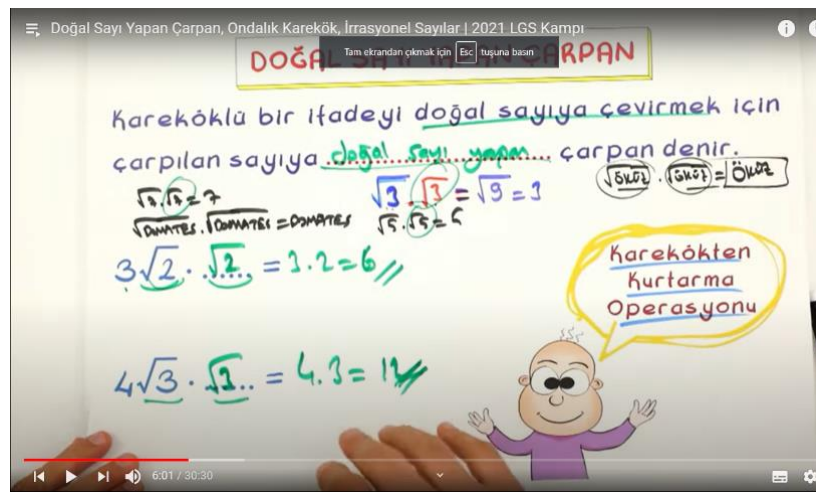 Doğal Sayı Yapan Çarpan, Ondalık Karekök, İrrasyonel Sayılar | 2021 LGS Kampı
Tam ekrandan çıkmak için Esc tuşuna basın
DOĞAL SAYI YAPAN ÇARPAN
Kareköklü bir ifadeyi doğal sayıya çevirmek için
çarpılan sayıya doğal sayı yapan çarpan denir.
√7.√7=7
√3.√3=√9=3
√öküz.√öküz=öküz
√DOMATES.√DOMATES=DOMATES
√5.√5=5
3√2.√2=3.2=6//
Karekökten
Kurtarma
Operasyonu
4√3.√3=4.3=12//
6:01 / 30:30